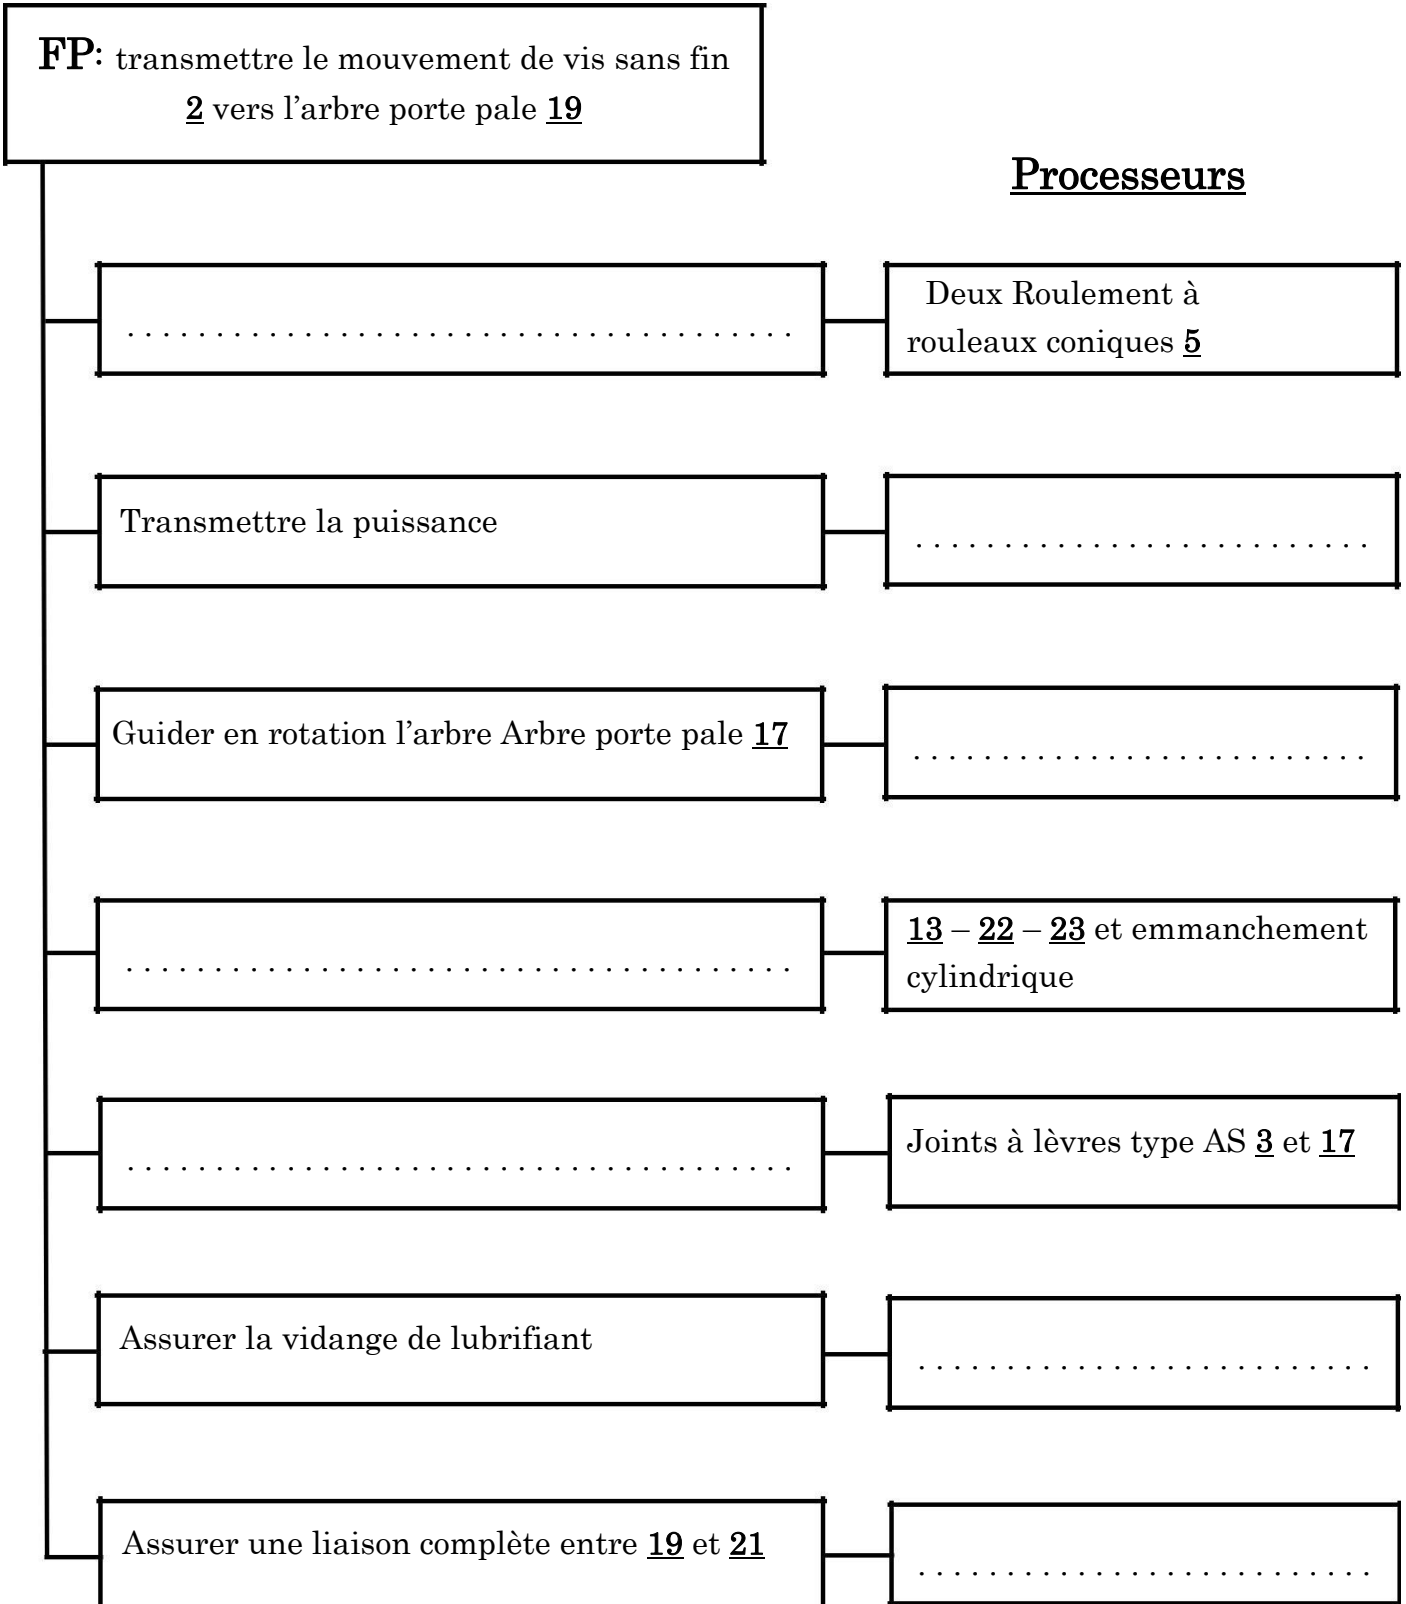 FP: transmettre le mouvement de vis sans fin
2 vers l’arbre porte pale 19
Processeurs
. . . . . . . . . . . . . . . . . . . . . . . . . . . . . . . . . . . . . .
Deux Roulement à
rouleaux coniques 5
Transmettre la puissance
. . . . . . . . . . . . . . . . . . . . . . . . . .
Guider en rotation l’arbre Arbre porte pale 17
. . . . . . . . . . . . . . . . . . . . . . . . . .
. . . . . . . . . . . . . . . . . . . . . . . . . . . . . . . . . . . . . .
13 – 22 – 23 et emmanchement
cylindrique
. . . . . . . . . . . . . . . . . . . . . . . . . . . . . . . . . . . . . .
Joints à lèvres type AS 3 et 17
Assurer la vidange de lubrifiant
. . . . . . . . . . . . . . . . . . . . . . . . . .
Assurer une liaison complète entre 19 et 21
. . . . . . . . . . . . . . . . . . . . . . . . . .